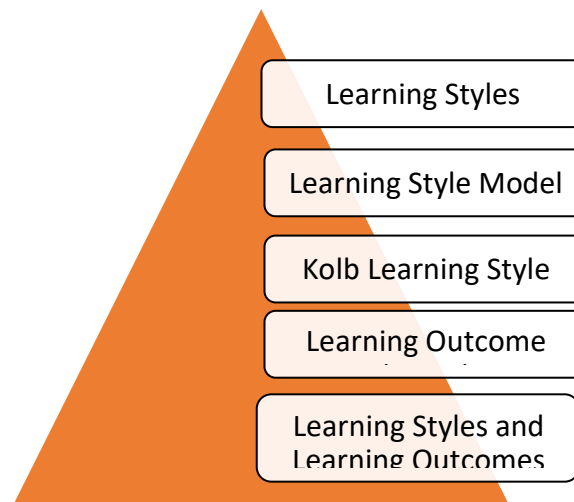 Learning Styles
Learning Style Model
Kolb Learning Style
Learning Outcome
Learning Styles and
Learning Outcomes